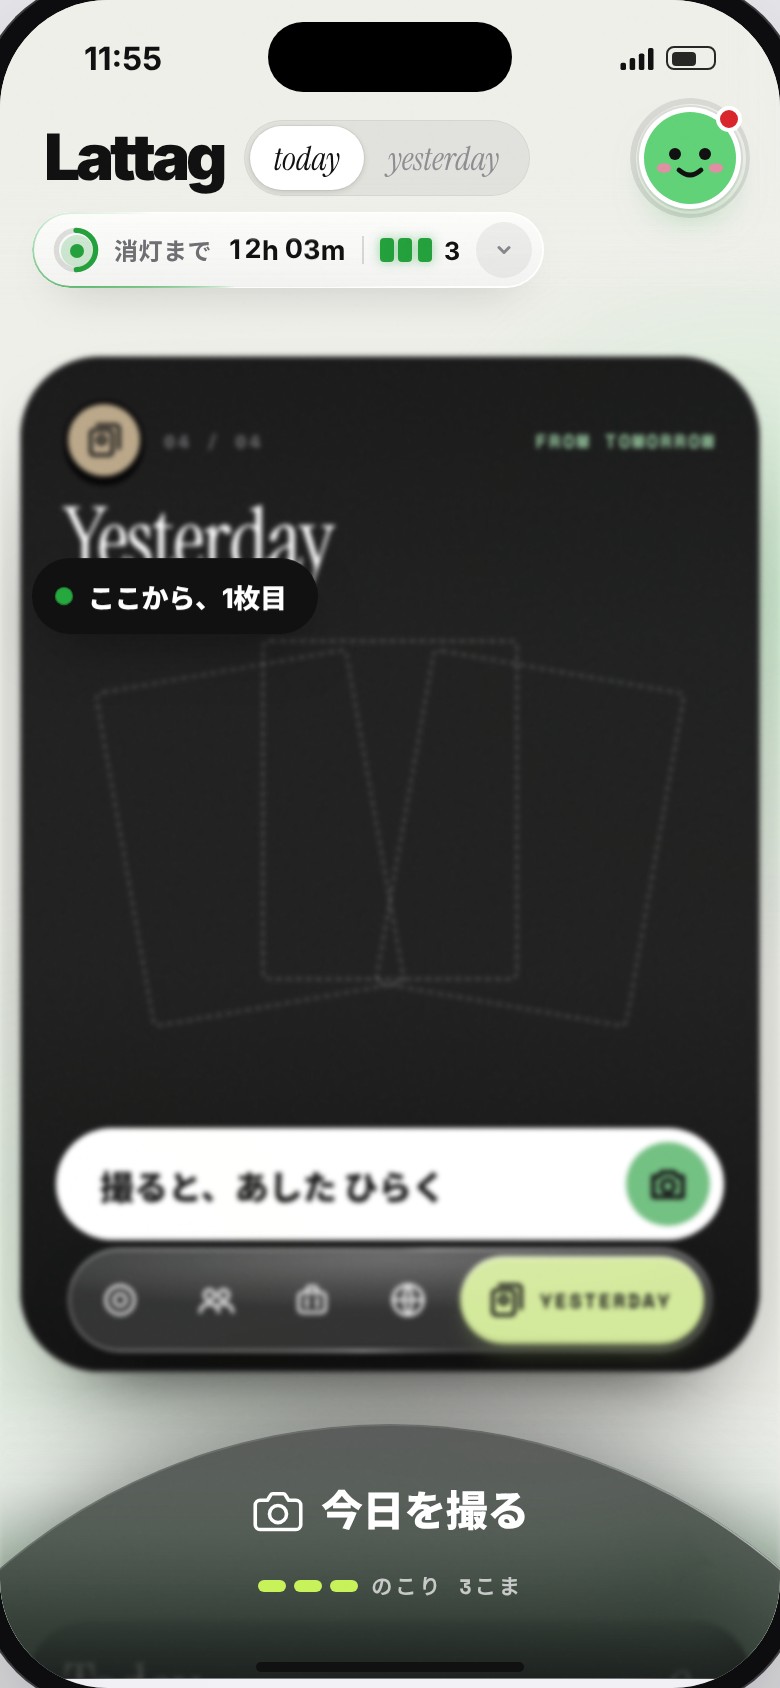 11:55
Lattag today yesterday
消灯まで 12h 03m 3
04 / 04 FROM TOMORROW
Yesterday
ここから、1枚目
撮ると、あした ひらく
YESTERDAY
今日を撮る
のこり 3こま